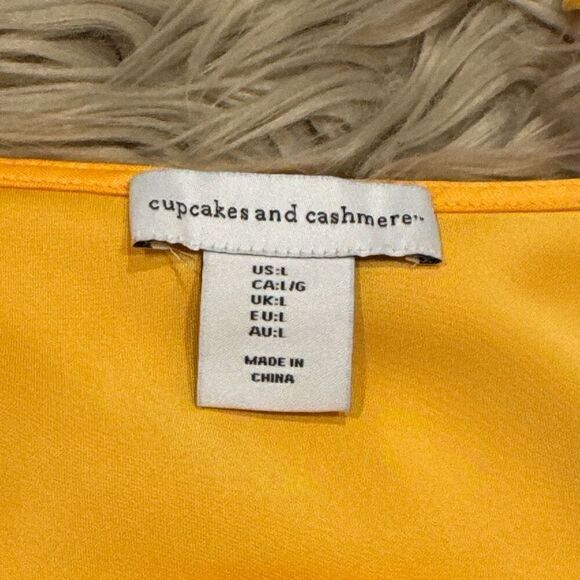 cupcakes and cashmere™
US:L
CA:L/G
UK:L
EU:L
AU:L
MADE IN
CHINA